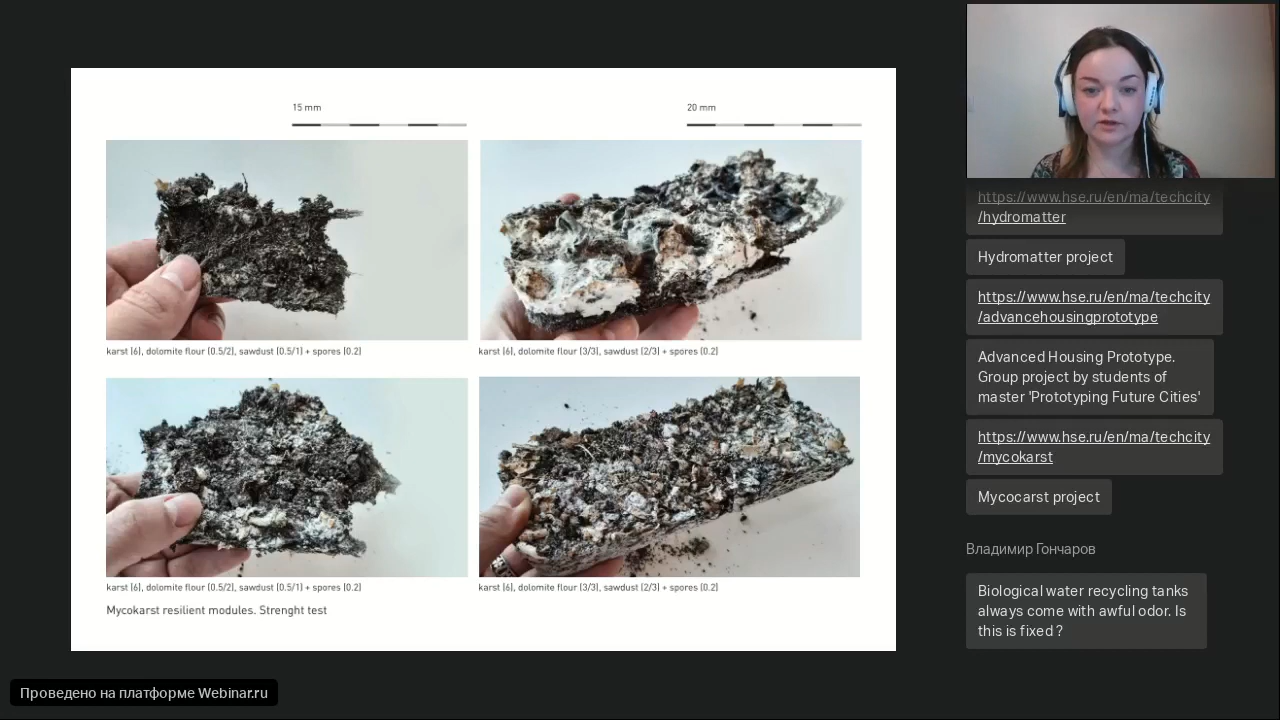 15 mm
20 mm
karst (6), dolomite flour (0.5/2), sawdust (0.5/1) + spores (0.2)
karst (6), dolomite flour (3/3), sawdust (2/3) + spores (0.2)
karst (6), dolomite flour (0.5/2), sawdust (0.5/1) + spores (0.2)
karst (6), dolomite flour (3/3), sawdust (2/3) + spores (0.2)
Mycokarst resilient modules. Strenght test
https://www.hse.ru/en/ma/techcity
/hydromatter
Hydromatter project
https://www.hse.ru/en/ma/techcity
/advancehousingprototype
Advanced Housing Prototype.
Group project by students of
master 'Prototyping Future Cities'
https://www.hse.ru/en/ma/techcity
/mycokarst
Mycocarst project
Владимир Гончаров
Biological water recycling tanks
always come with awful odor. Is
this is fixed ?
Проведено на платформе Webinar.ru